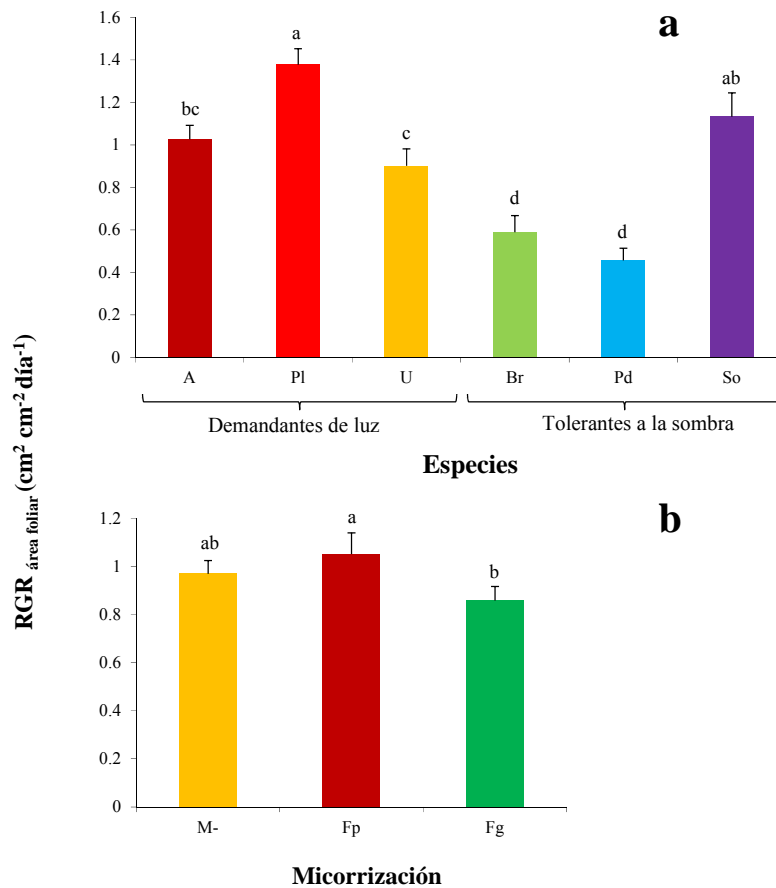 a
1.6
1.4
1.2
1
0.8
0.6
0.4
0.2
0
bc
a
c
d
d
ab
A Pl U Br Pd So
Demandantes de luz Tolerantes a la sombra
Especies
RGR área foliar (cm² cm⁻² día⁻¹)
b
1.2
1
0.8
0.6
0.4
0.2
0
ab
a
b
M- Fp Fg
Micorrización